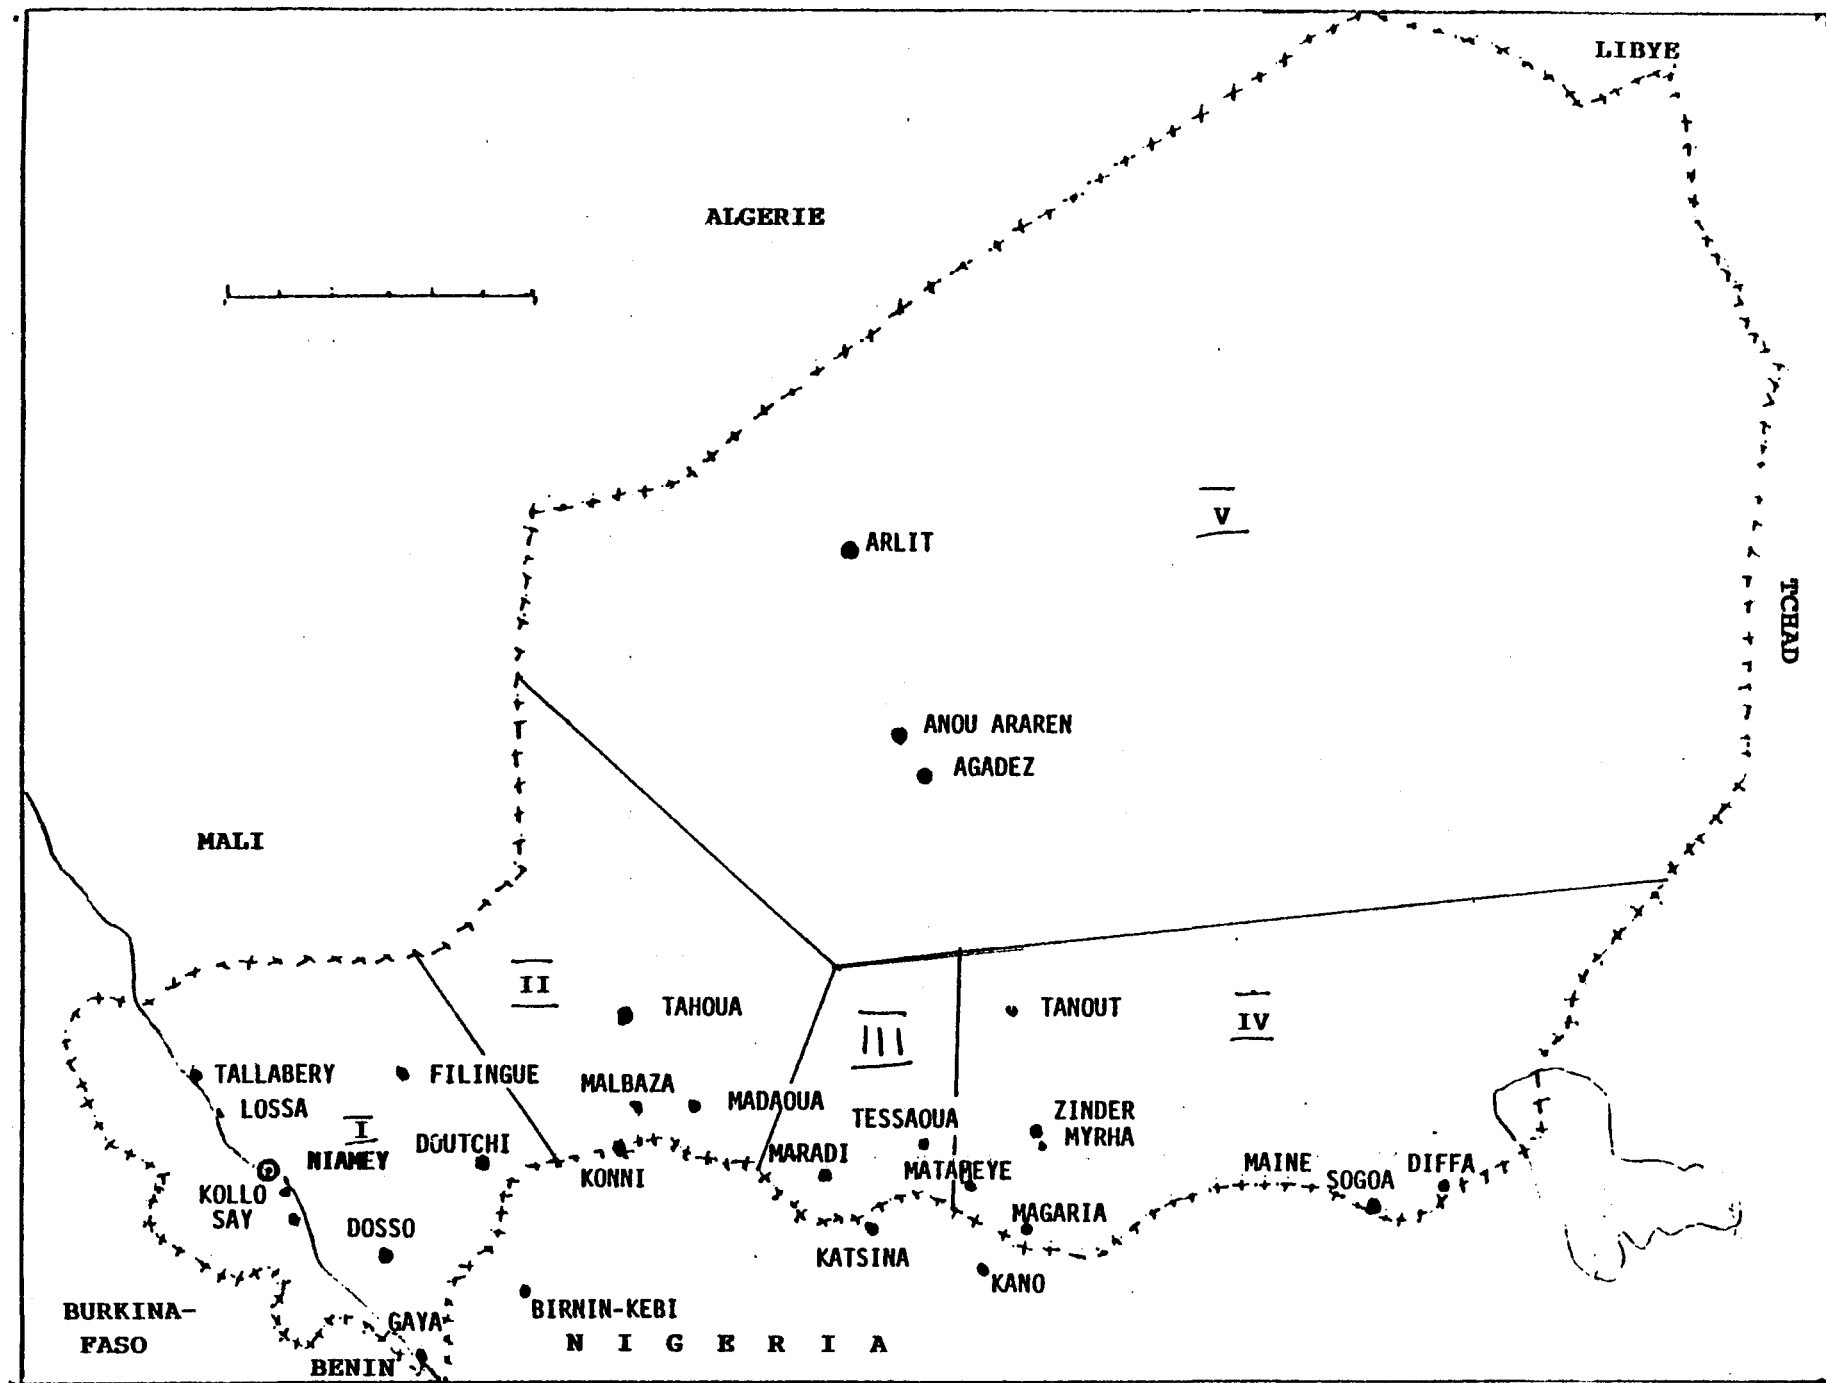 LIBYE
ALGERIE
V
ARLIT
TCHAD
ANOU ARAREN
AGADEZ
MALI
II
TAHOUA
III
TANOUT
IV
TALLABERY
FILINGUE
MALBAZA
MADAOUA
LOSSA
TESSAOUA
ZINDER
MYRHA
I
NIAMEY
DOUTCHI
KONNI
MARADI
MATAMEYE
MAINE
SOGOA
DIFFA
KOLLO
SAY
DOSSO
MAGARIA
KATSINA
KANO
BURKINA-
FASO
GAYA
BIRNIN-KEBI
NIGERIA
BENIN